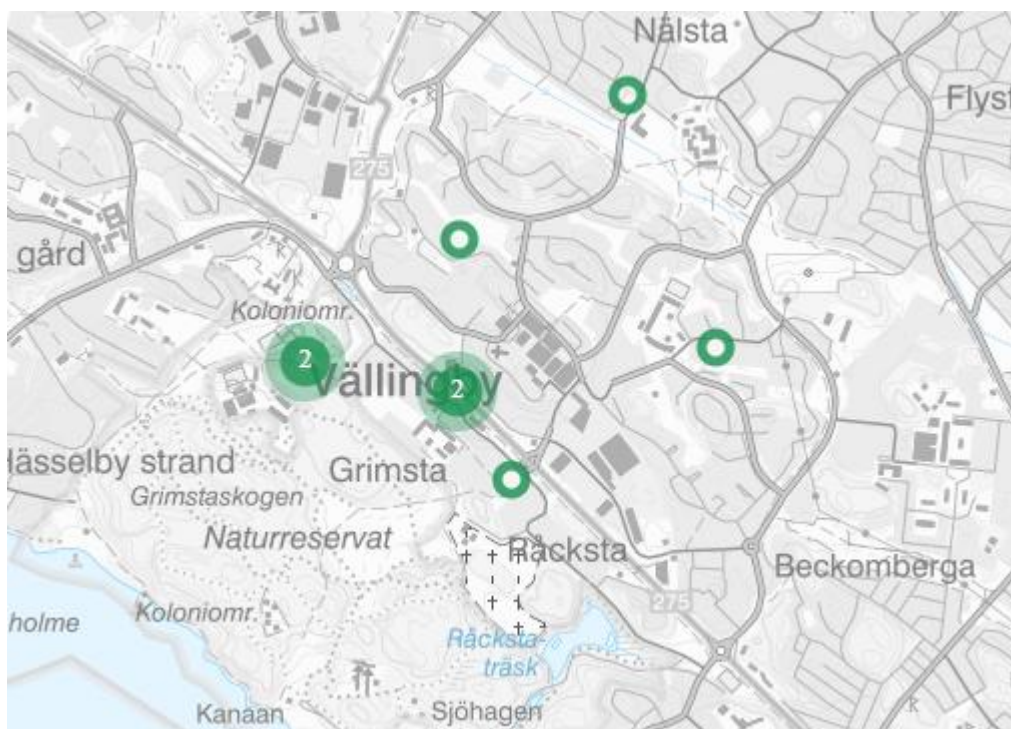 Nälsta
Flyst
275
gård
Koloniomr.
2
Vällingby
2
Hässelby strand
Grimsta
Grimstaskogen
Naturreservat
Råcksta
Beckomberga
275
Koloniomr.
holme
Råcksta-
träsk
Kanaan
Sjöhagen